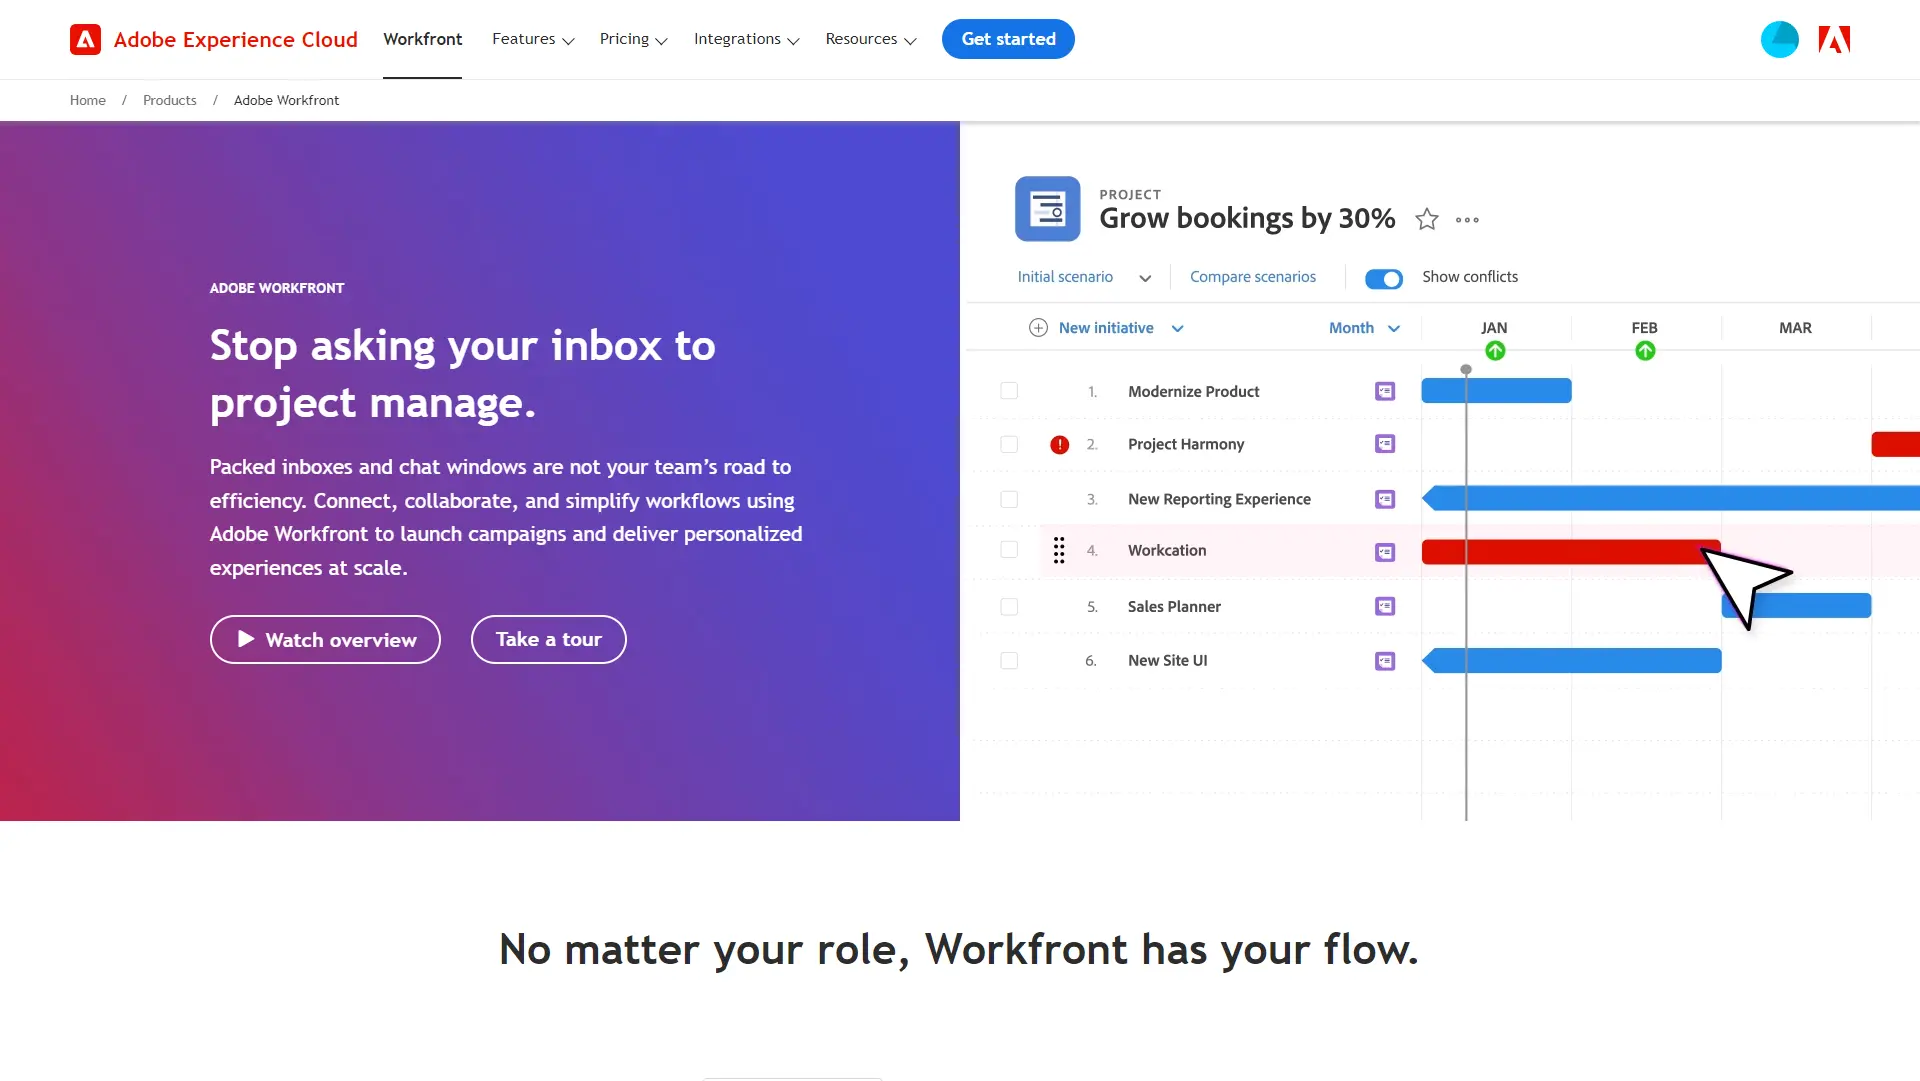 Adobe Experience Cloud Workfront Features Pricing Integrations Resources Get started
Home / Products / Adobe Workfront
ADOBE WORKFRONT
Stop asking your inbox to
project manage.
Packed inboxes and chat windows are not your team’s road to
efficiency. Connect, collaborate, and simplify workflows using
Adobe Workfront to launch campaigns and deliver personalized
experiences at scale.
Watch overview Take a tour
PROJECT
Grow bookings by 30%
Initial scenario Compare scenarios Show conflicts
New initiative Month JAN FEB MAR
1. Modernize Product
2. Project Harmony
3. New Reporting Experience
4. Workcation
5. Sales Planner
6. New Site UI
No matter your role, Workfront has your flow.